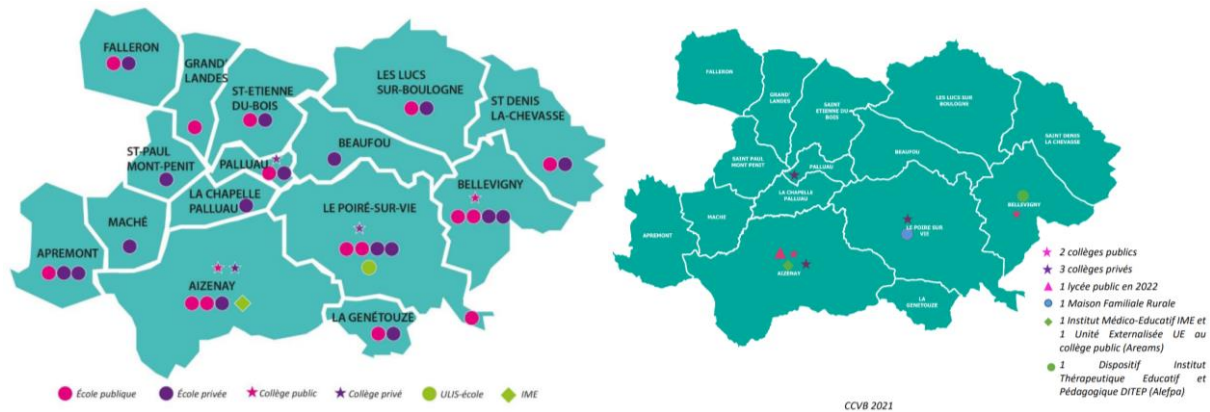 FALLERON
GRAND'
LANDES
ST-ETIENNE
DU-BOIS
LES LUCS
SUR-BOULOGNE
ST DENIS
LA-CHEVASSE
ST-PAUL
MONT-PENIT
PALLUAU
BEAUFOU
BELLEVIGNY
LA CHAPELLE
PALLUAU
LE POIRÉ-SUR-VIE
MACHÉ
APREMONT
AIZENAY
LA GENÉTOUZE
École publique
École privée
Collège public
Collège privé
ULIS-école
IME
FALLERON
GRAND'
LANDES
SAINT
ETIENNE DU
BOIS
LES LUCS SUR
BOULOGNE
SAINT DENIS
LA CHEVASSE
SAINT PAUL
MONT PENIT
PALLUAU
BEAUFOU
LA CHAPELLE
PALLUAU
BELLEVIGNY
MACHE
APREMONT
LE POIRE SUR
VIE
AIZENAY
LA
GENETOUZE
2 collèges publics
3 collèges privés
1 lycée public en 2022
1 Maison Familiale Rurale
1 Institut Médico-Educatif IME et
1 Unité Externalisée UE au
collège public (Areams)
1 Dispositif Institut
Thérapeutique Educatif et
Pédagogique DITEP (Alefpa)
CCVB 2021